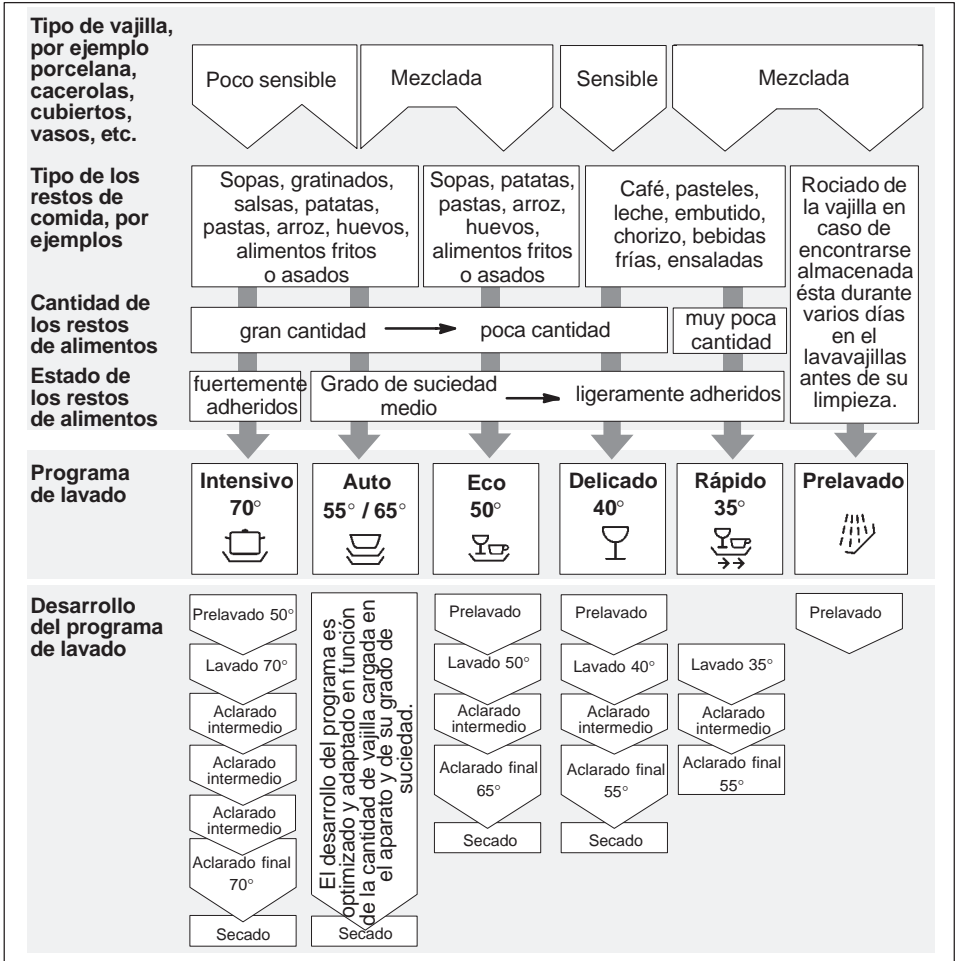 Tipo de vajilla,
por ejemplo
porcelana,
cacerolas,
cubiertos,
vasos, etc.
Poco sensible
Mezclada
Sensible
Mezclada
Tipo de los
restos de
comida, por
ejemplos
Sopas, gratinados,
salsas, patatas,
pastas, arroz, huevos,
alimentos fritos
o asados
Sopas, patatas,
pastas, arroz,
huevos,
alimentos fritos
o asados
Café, pasteles,
leche, embutido,
chorizo, bebidas
frías, ensaladas
Rociado de
la vajilla en
caso de
encontrarse
almacenada
ésta durante
varios días
en el
lavavajillas
antes de su
limpieza.
Cantidad de
los restos
de alimentos
gran cantidad → poca cantidad
muy poca
cantidad
Estado de
los restos
de alimentos
fuertemente
adheridos
Grado de suciedad
medio → ligeramente adheridos
Programa
de lavado
Intensivo
70°
Auto
55° / 65°
Eco
50°
Delicado
40°
Rápido
35°
Prelavado
Desarrollo
del programa
de lavado
Prelavado 50°
Lavado 70°
Aclarado
intermedio
Aclarado
intermedio
Aclarado
intermedio
Aclarado final
70°
Secado
El desarrollo del programa es
optimizado y adaptado en función
de la cantidad de vajilla cargada en
el aparato y de su grado de
suciedad.
Secado
Prelavado
Lavado 50°
Aclarado
intermedio
Aclarado final
65°
Secado
Prelavado
Lavado 40°
Aclarado
intermedio
Aclarado final
55°
Secado
Lavado 35°
Aclarado
intermedio
Aclarado final
55°
Prelavado